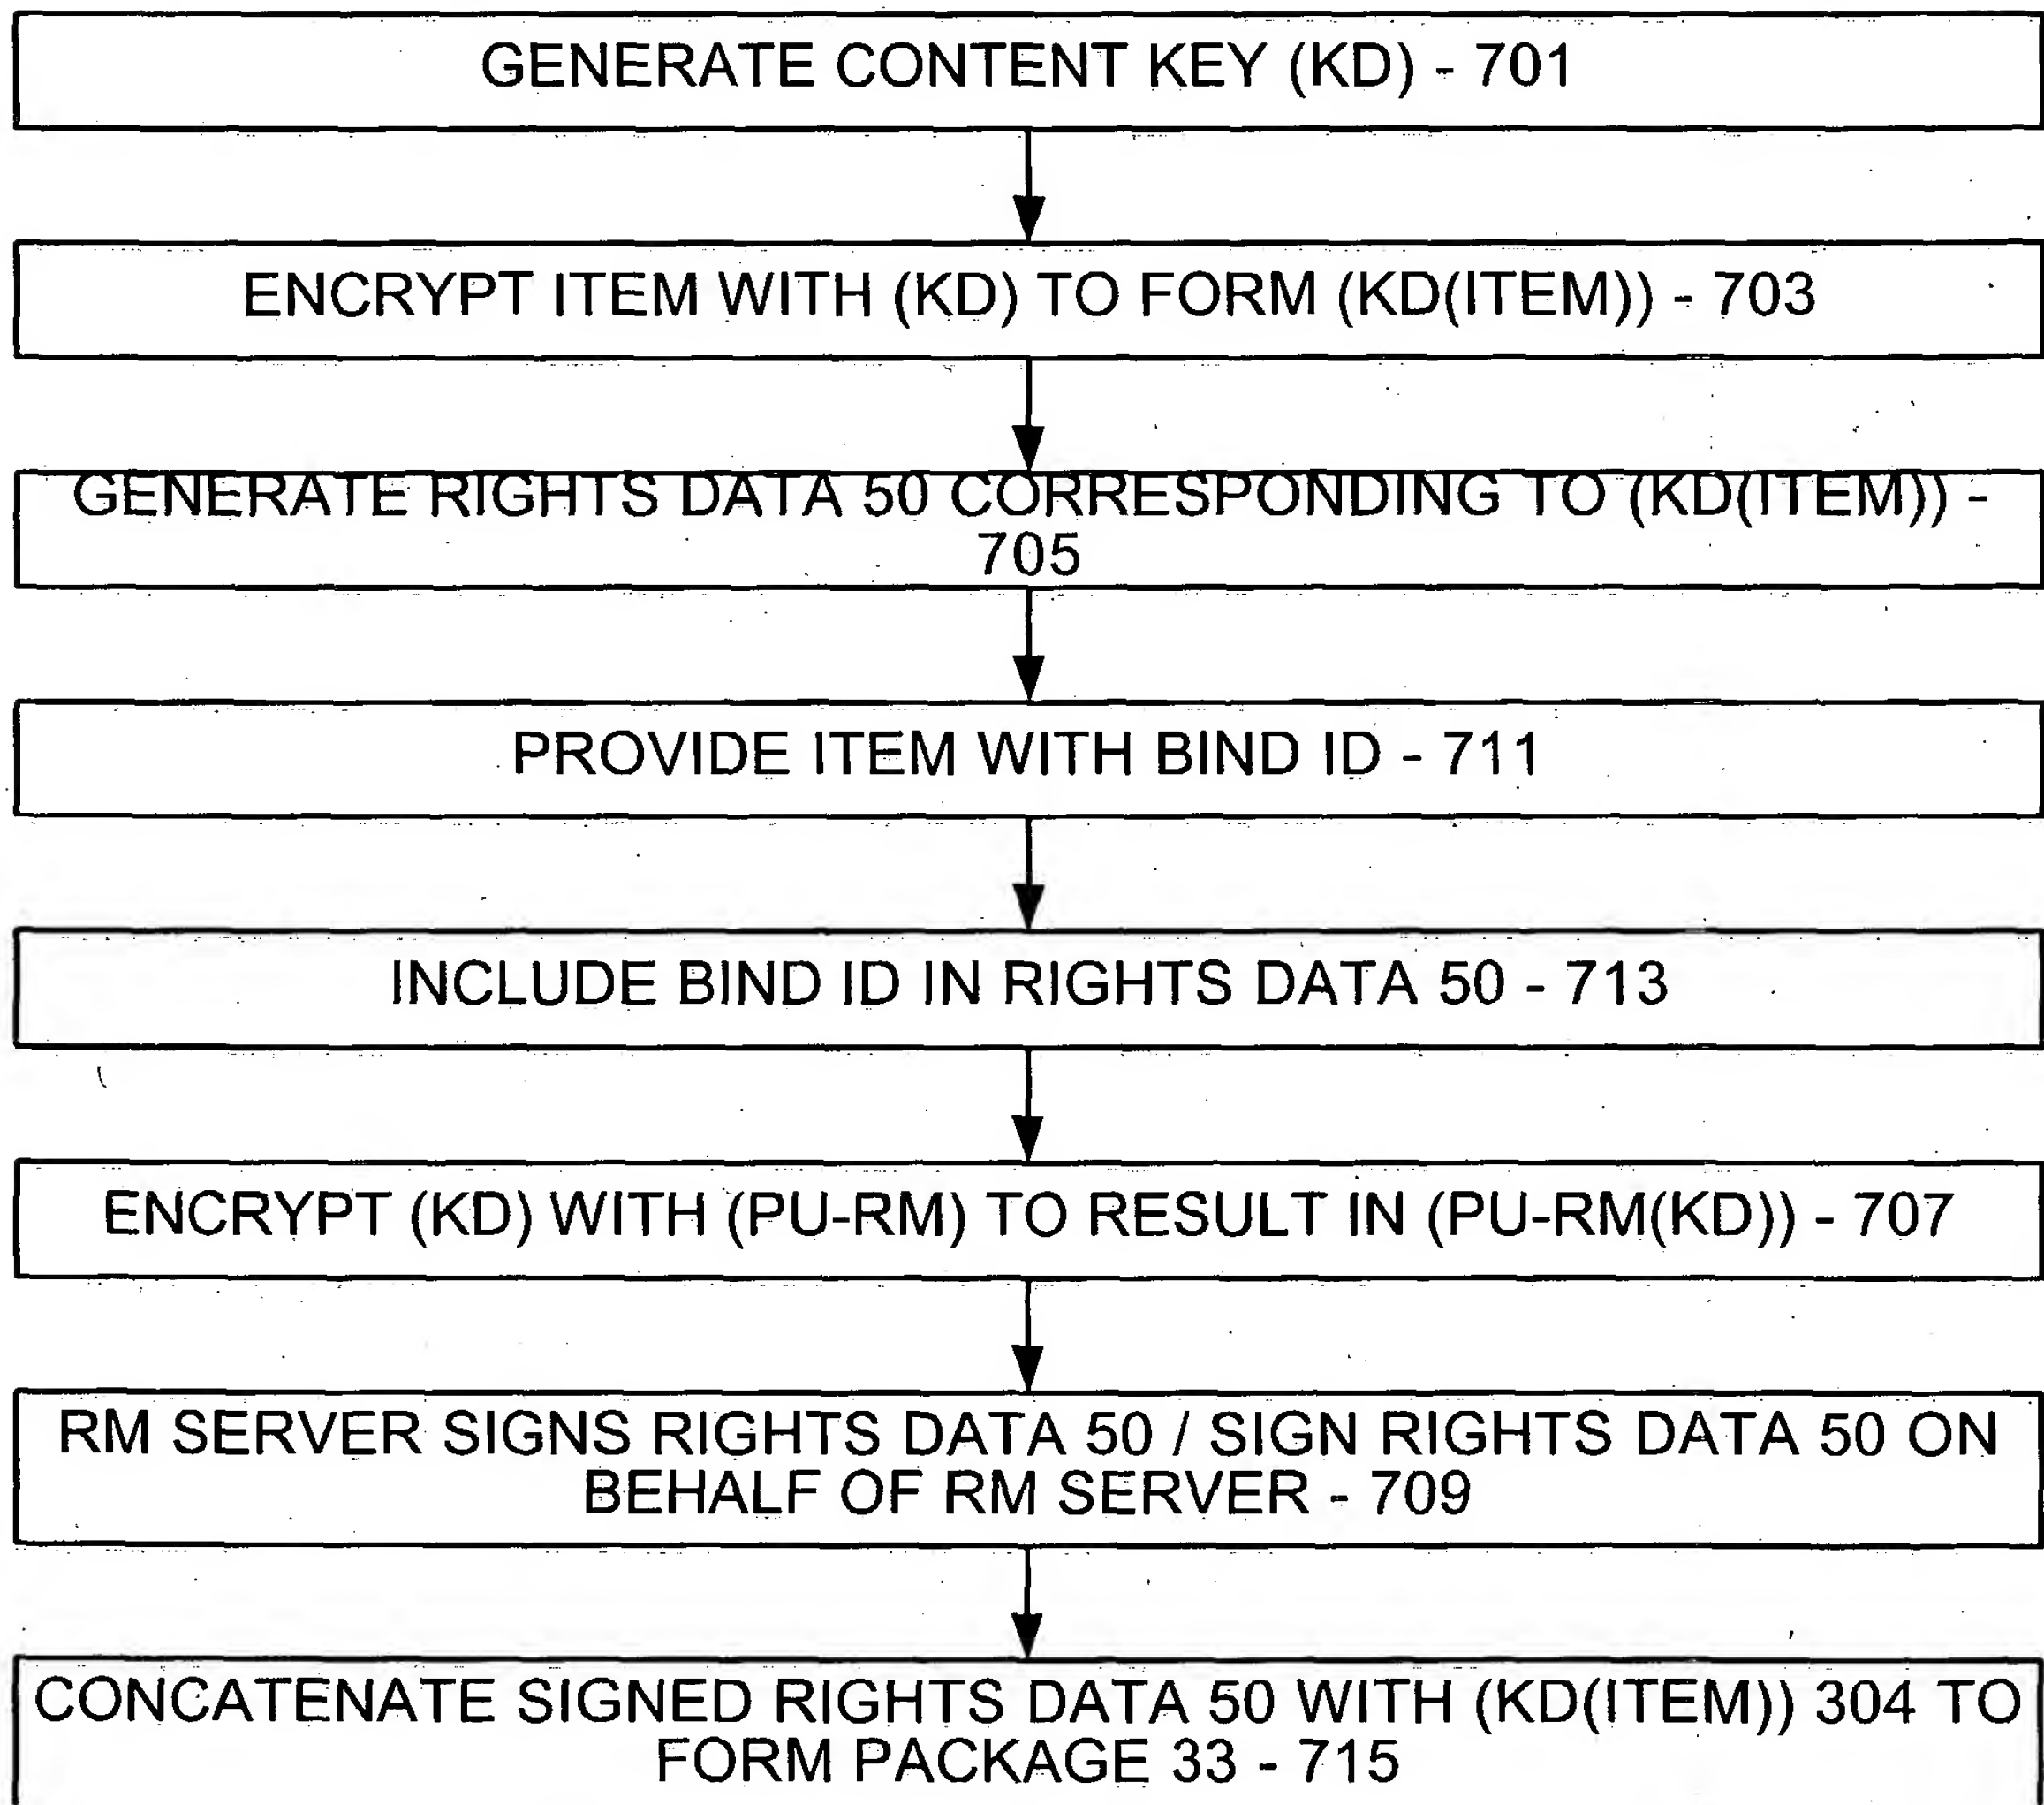 GENERATE CONTENT KEY (KD) - 701
ENCRYPT ITEM WITH (KD) TO FORM (KD(ITEM)) - 703
GENERATE RIGHTS DATA 50 CORRESPONDING TO (KD(ITEM)) -
705
PROVIDE ITEM WITH BIND ID - 711
INCLUDE BIND ID IN RIGHTS DATA 50 - 713
ENCRYPT (KD) WITH (PU-RM) TO RESULT IN (PU-RM(KD)) - 707
RM SERVER SIGNS RIGHTS DATA 50 / SIGN RIGHTS DATA 50 ON
BEHALF OF RM SERVER - 709
CONCATENATE SIGNED RIGHTS DATA 50 WITH (KD(ITEM)) 304 TO
FORM PACKAGE 33 - 715